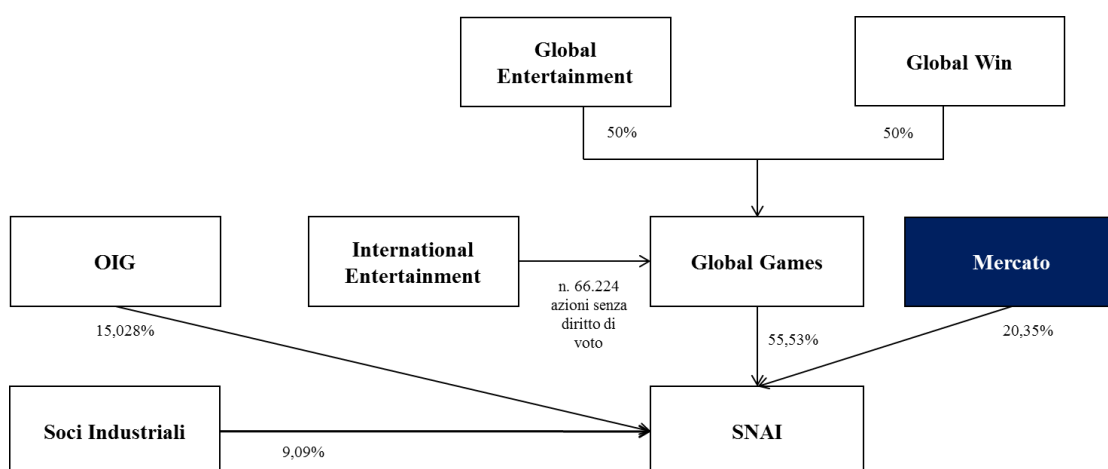 Global
Entertainment
Global Win
50%
50%
OIG
International
Entertainment
Global Games
Mercato
n. 66.224
azioni senza
diritto di
voto
15,028%
55,53%
20,35%
Soci Industriali
SNAI
9,09%